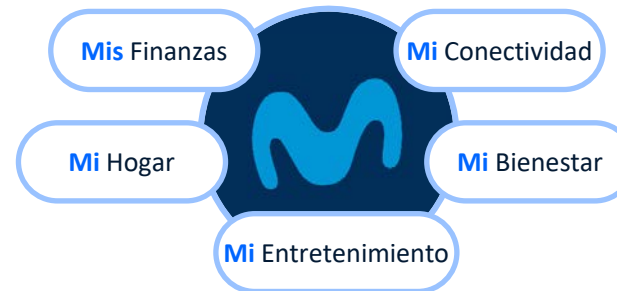 Mis Finanzas
Mi Conectividad
Mi Hogar
Mi Bienestar
Mi Entretenimiento